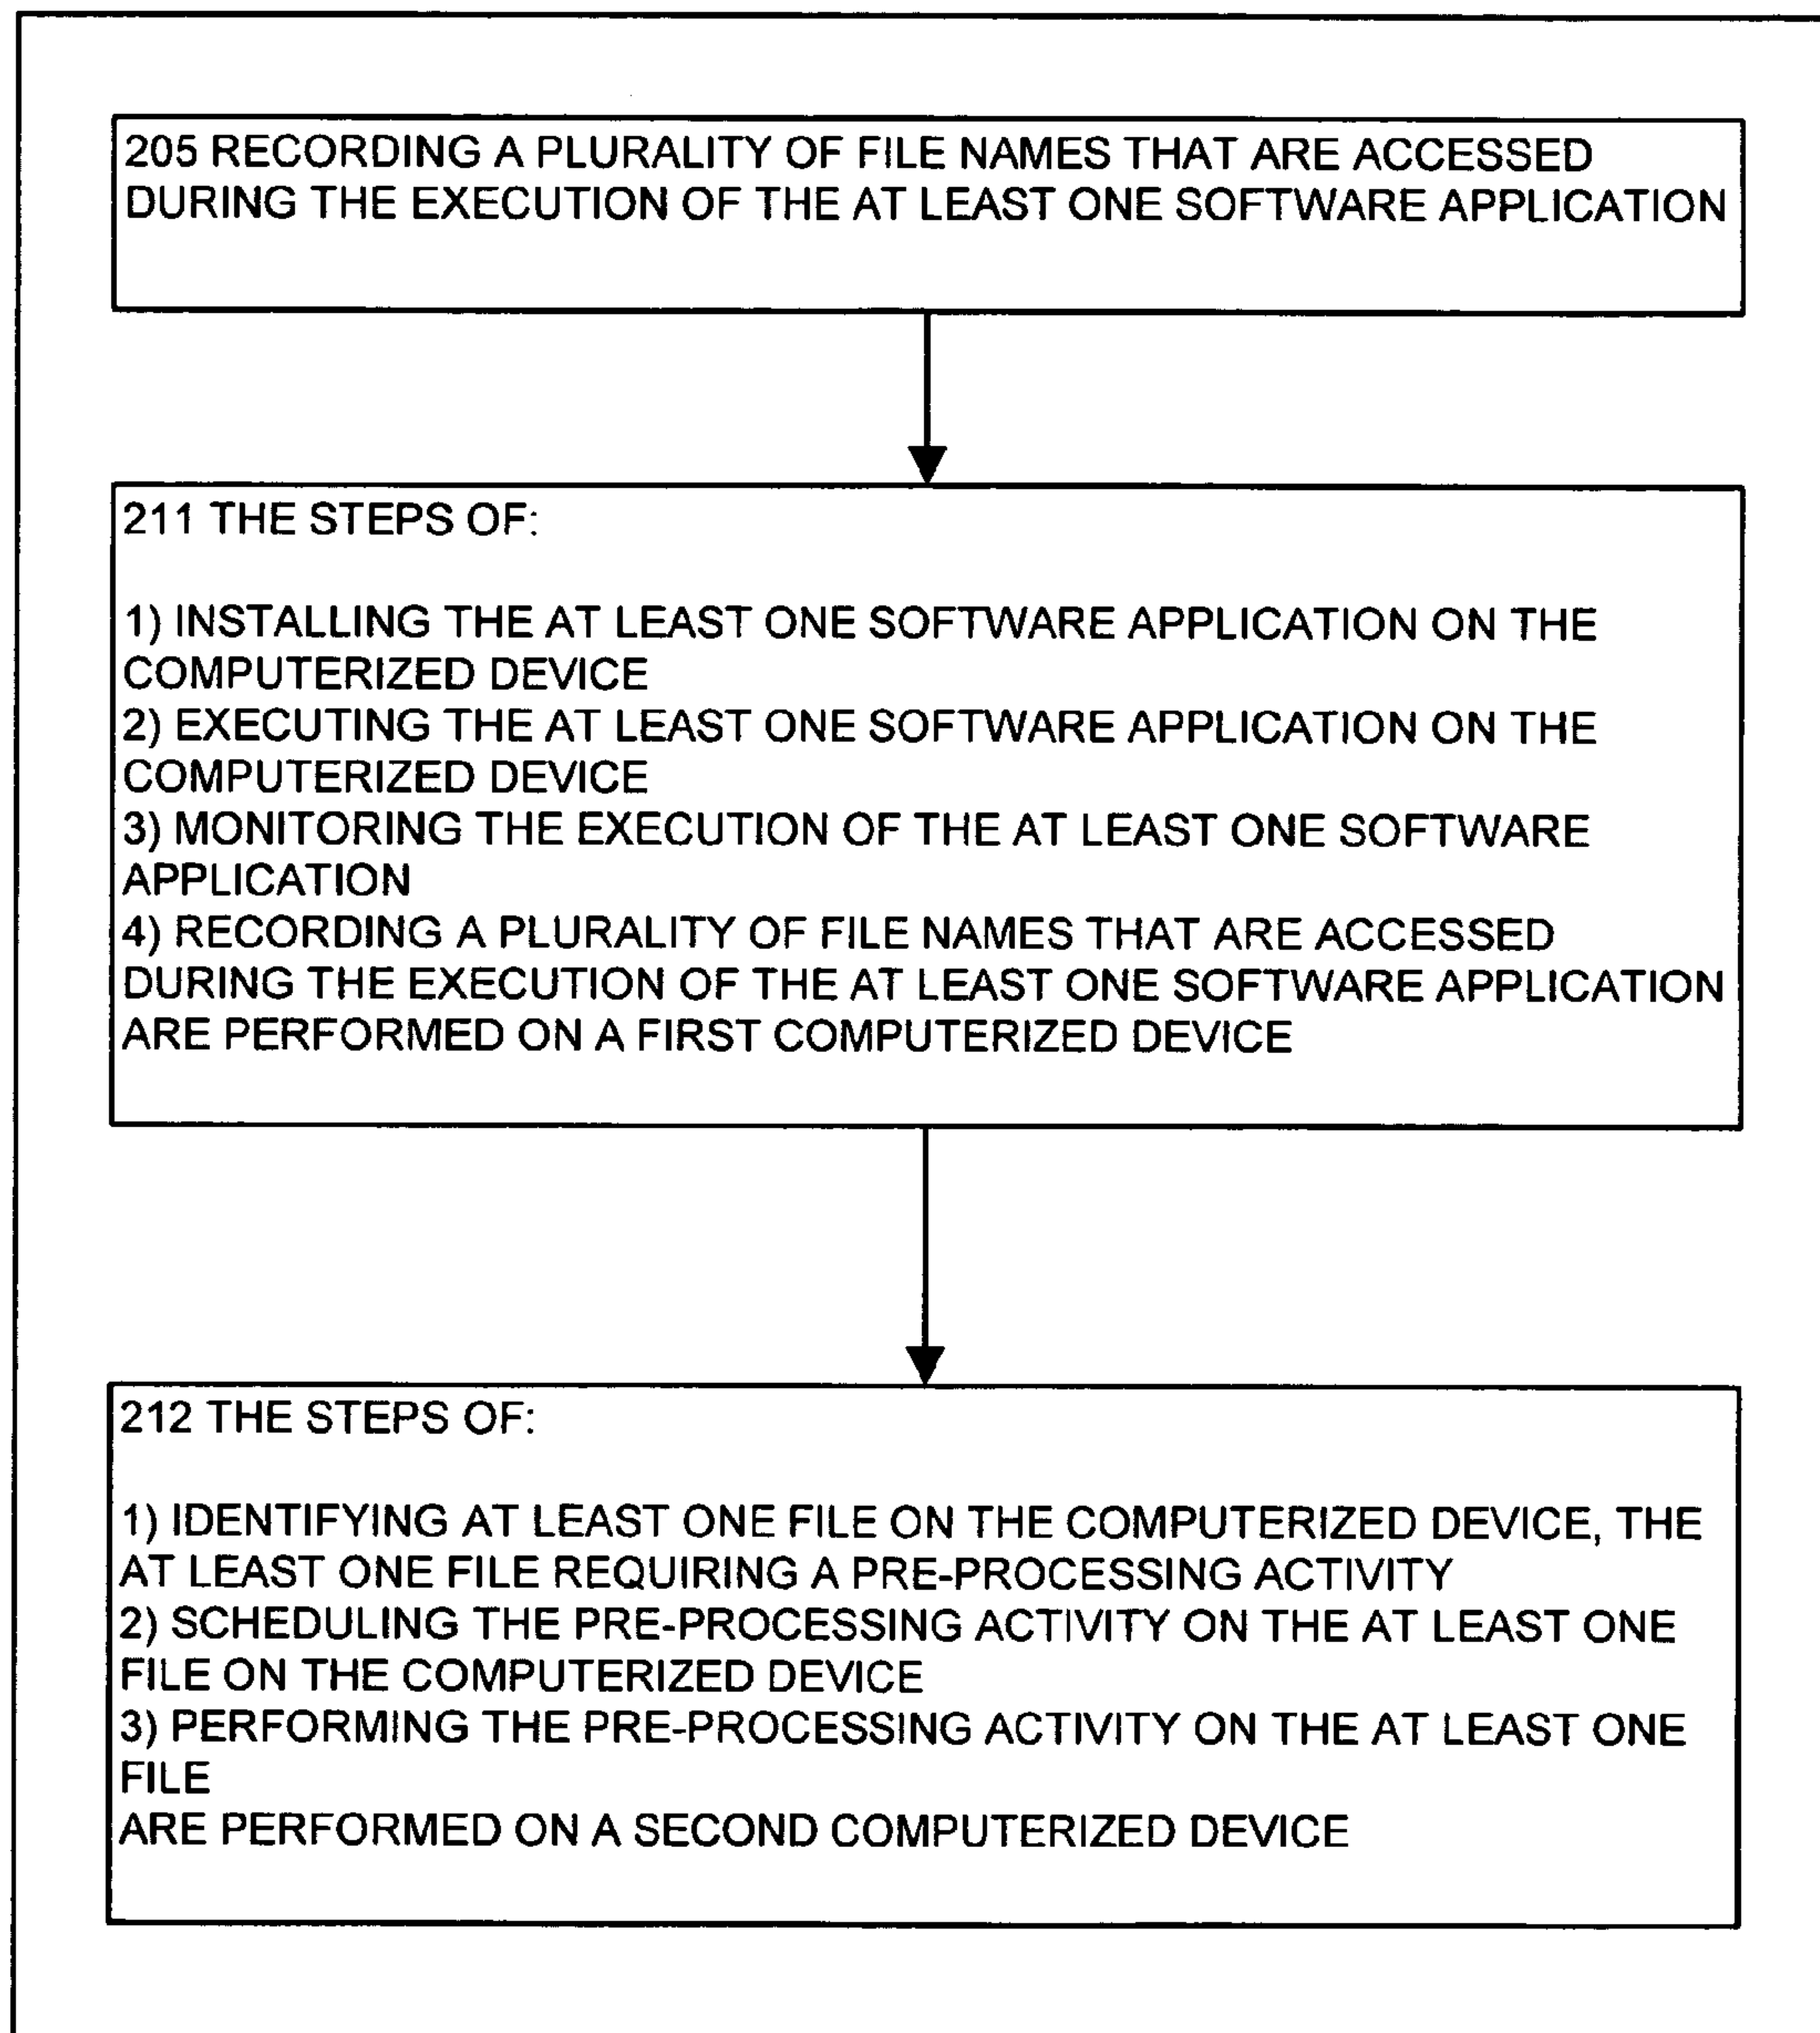 205 RECORDING A PLURALITY OF FILE NAMES THAT ARE ACCESSED
DURING THE EXECUTION OF THE AT LEAST ONE SOFTWARE APPLICATION
211 THE STEPS OF:
1) INSTALLING THE AT LEAST ONE SOFTWARE APPLICATION ON THE
COMPUTERIZED DEVICE
2) EXECUTING THE AT LEAST ONE SOFTWARE APPLICATION ON THE
COMPUTERIZED DEVICE
3) MONITORING THE EXECUTION OF THE AT LEAST ONE SOFTWARE
APPLICATION
4) RECORDING A PLURALITY OF FILE NAMES THAT ARE ACCESSED
DURING THE EXECUTION OF THE AT LEAST ONE SOFTWARE APPLICATION
ARE PERFORMED ON A FIRST COMPUTERIZED DEVICE
212 THE STEPS OF:
1) IDENTIFYING AT LEAST ONE FILE ON THE COMPUTERIZED DEVICE, THE
AT LEAST ONE FILE REQUIRING A PRE-PROCESSING ACTIVITY
2) SCHEDULING THE PRE-PROCESSING ACTIVITY ON THE AT LEAST ONE
FILE ON THE COMPUTERIZED DEVICE
3) PERFORMING THE PRE-PROCESSING ACTIVITY ON THE AT LEAST ONE
FILE
ARE PERFORMED ON A SECOND COMPUTERIZED DEVICE